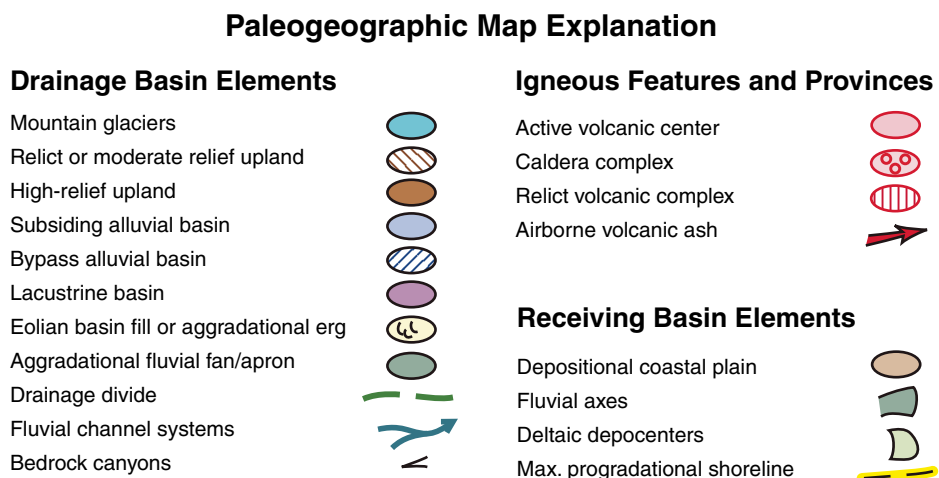 Paleogeographic Map Explanation
Drainage Basin Elements
Mountain glaciers
Relict or moderate relief upland
High-relief upland
Subsiding alluvial basin
Bypass alluvial basin
Lacustrine basin
Eolian basin fill or aggradational erg
Aggradational fluvial fan/apron
Drainage divide
Fluvial channel systems
Bedrock canyons
Igneous Features and Provinces
Active volcanic center
Caldera complex
Relict volcanic complex
Airborne volcanic ash
Receiving Basin Elements
Depositional coastal plain
Fluvial axes
Deltaic depocenters
Max. progradational shoreline